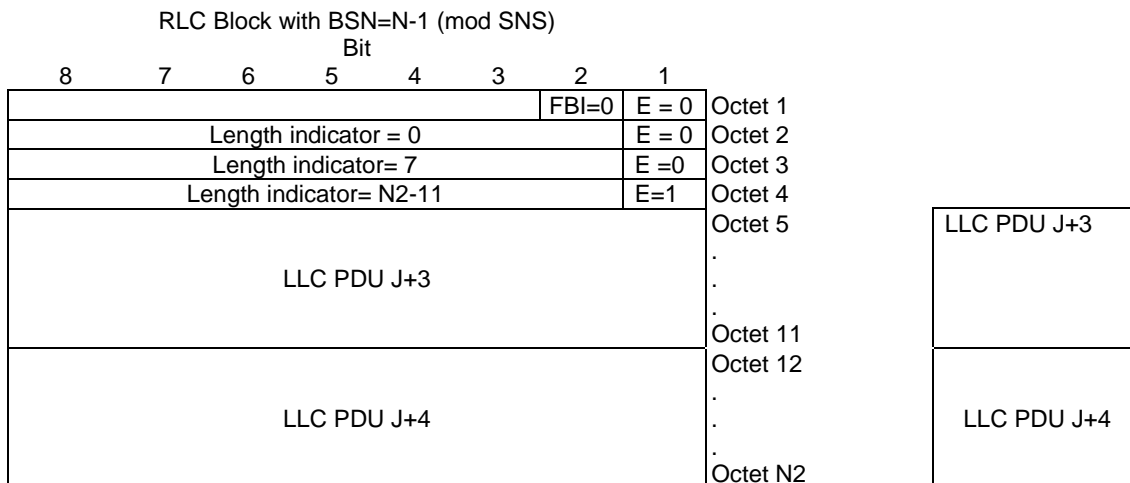 RLC Block with BSN=N-1 (mod SNS)
Bit
8 7 6 5 4 3 2 1
FBI=0 E = 0 Octet 1
Length indicator = 0 E = 0 Octet 2
Length indicator= 7 E =0 Octet 3
Length indicator= N2-11 E=1 Octet 4
Octet 5 LLC PDU J+3
.
LLC PDU J+3 .
.
Octet 11
Octet 12
.
LLC PDU J+4 . LLC PDU J+4
.
Octet N2